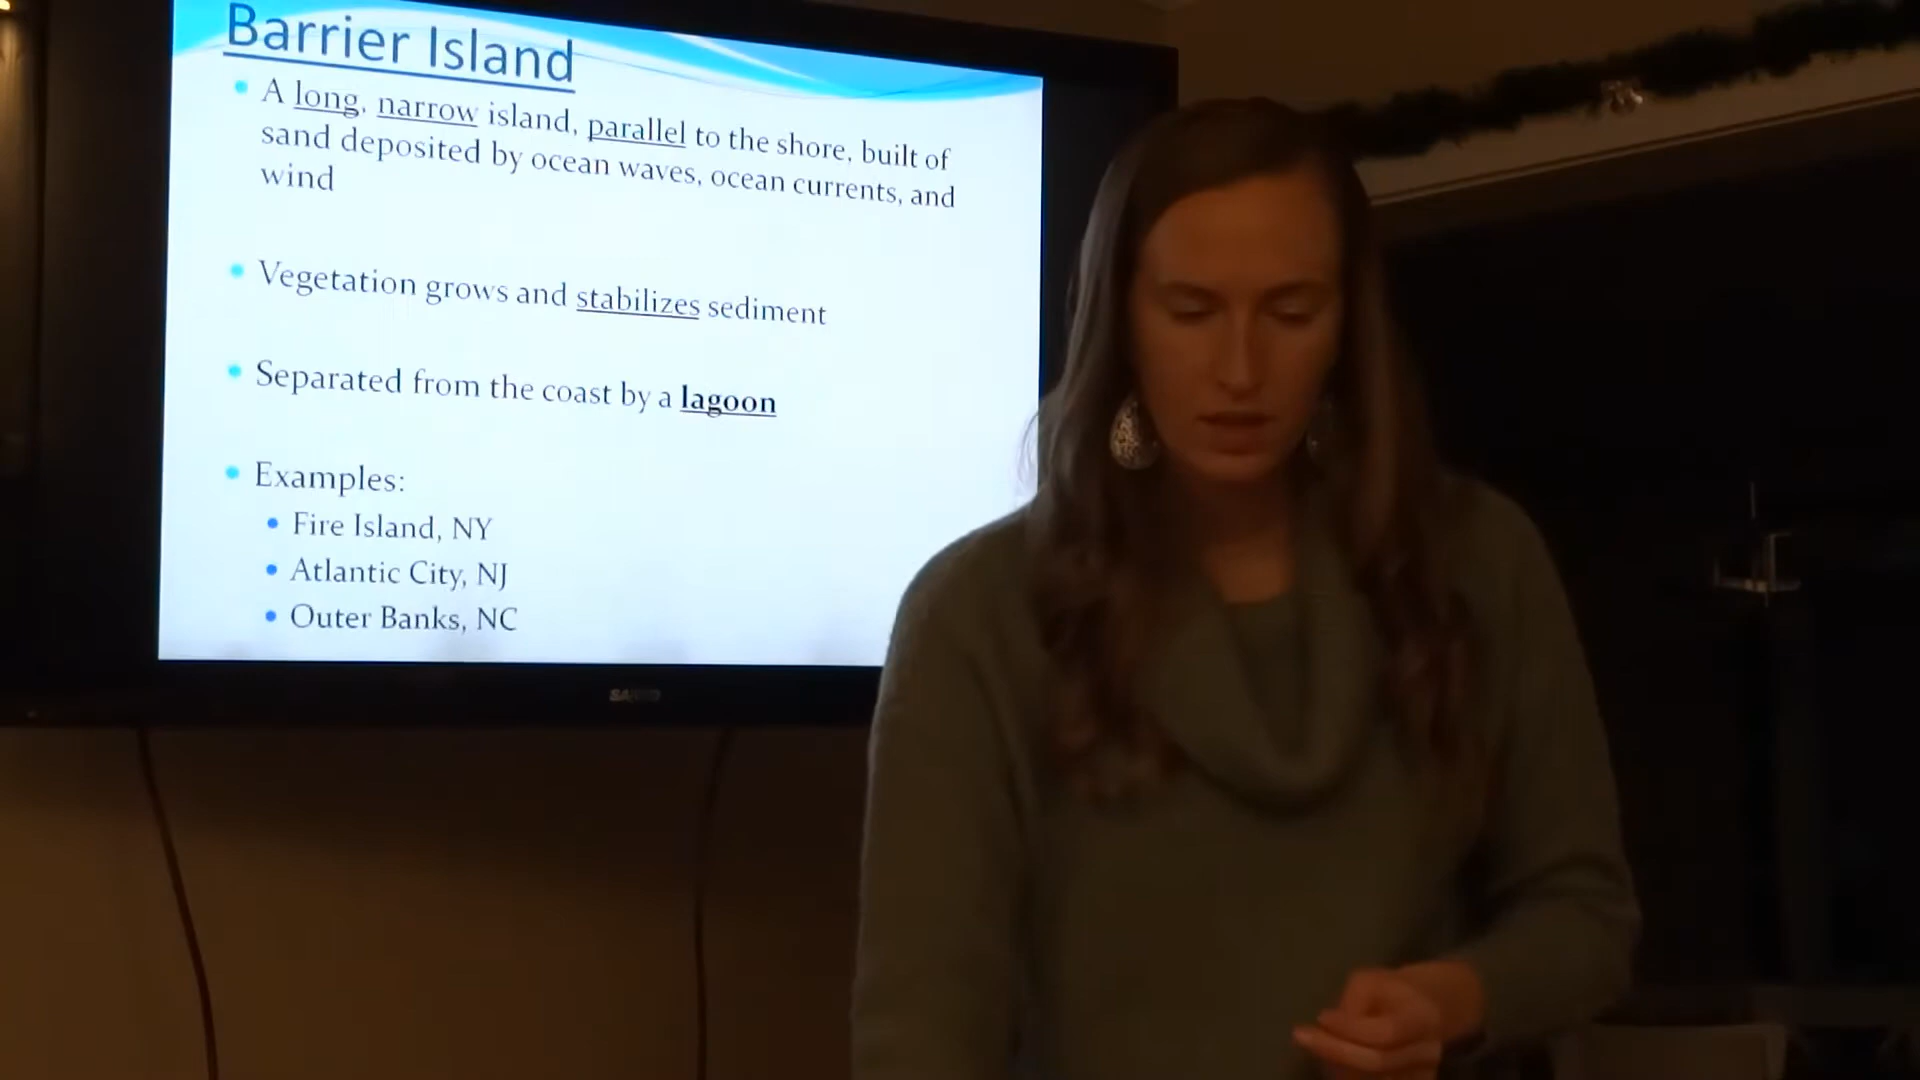 Barrier Island
A long, narrow island, parallel to the shore, built of
sand deposited by ocean waves, ocean currents, and
wind
Vegetation grows and stabilizes sediment
Separated from the coast by a lagoon
Examples:
Fire Island, NY
Atlantic City, NJ
Outer Banks, NC
SANYO